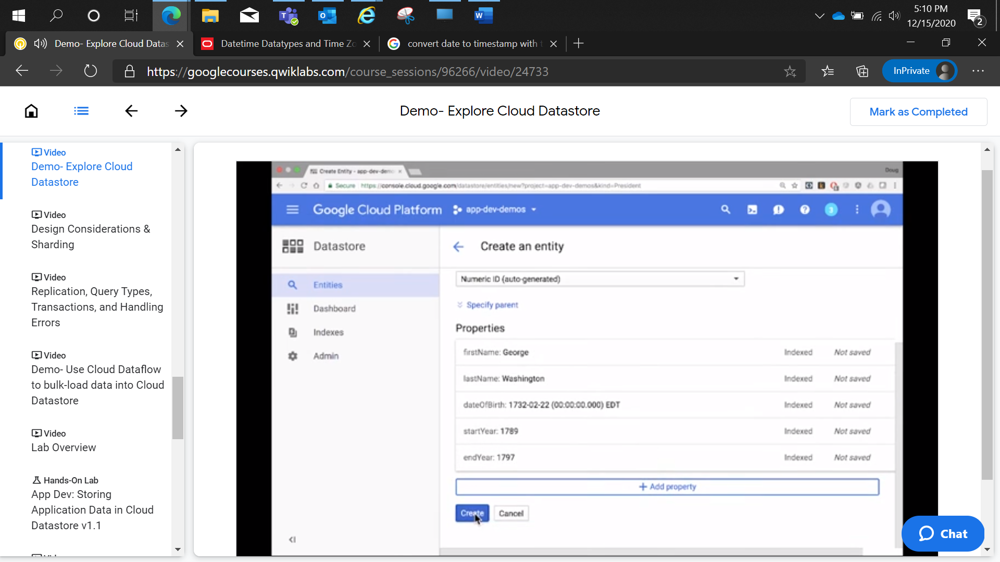 5:10 PM
12/15/2020
2
Demo- Explore Cloud Datas
Datetime Datatypes and Time Zo
convert date to timestamp with t
https://googlecourses.qwiklabs.com/course_sessions/96266/video/24733
InPrivate
Demo- Explore Cloud Datastore
Mark as Completed
Video
Demo- Explore Cloud
Datastore
Video
Design Considerations &
Sharding
Video
Replication, Query Types,
Transactions, and Handling
Errors
Video
Demo- Use Cloud Dataflow
to bulk-load data into Cloud
Datastore
Video
Lab Overview
Hands-On Lab
App Dev: Storing
Application Data in Cloud
Datastore v1.1
Create Entity - app-dev-demo
Doug
Secure https://console.cloud.google.com/datastore/entities/new?project=app-dev-demos&kind=President
Google Cloud Platform
app-dev-demos
3
Datastore
Entities
Dashboard
Indexes
Admin
Create an entity
Numeric ID (auto-generated)
Specify parent
Properties
firstName: George Indexed Not saved
lastName: Washington Indexed Not saved
dateOfBirth: 1732-02-22 (00:00:00.000) EDT Indexed Not saved
startYear: 1789 Indexed Not saved
endYear: 1797 Indexed Not saved
+ Add property
Create Cancel
Chat